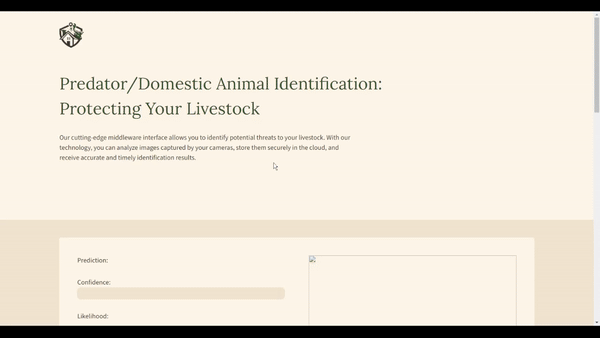 Predator/Domestic Animal Identification:
Protecting Your Livestock
Our cutting-edge middleware interface allows you to identify potential threats to your livestock. With our
technology, you can analyze images captured by your cameras, store them securely in the cloud, and
receive accurate and timely identification results.
Prediction:
Confidence:
Likelihood: